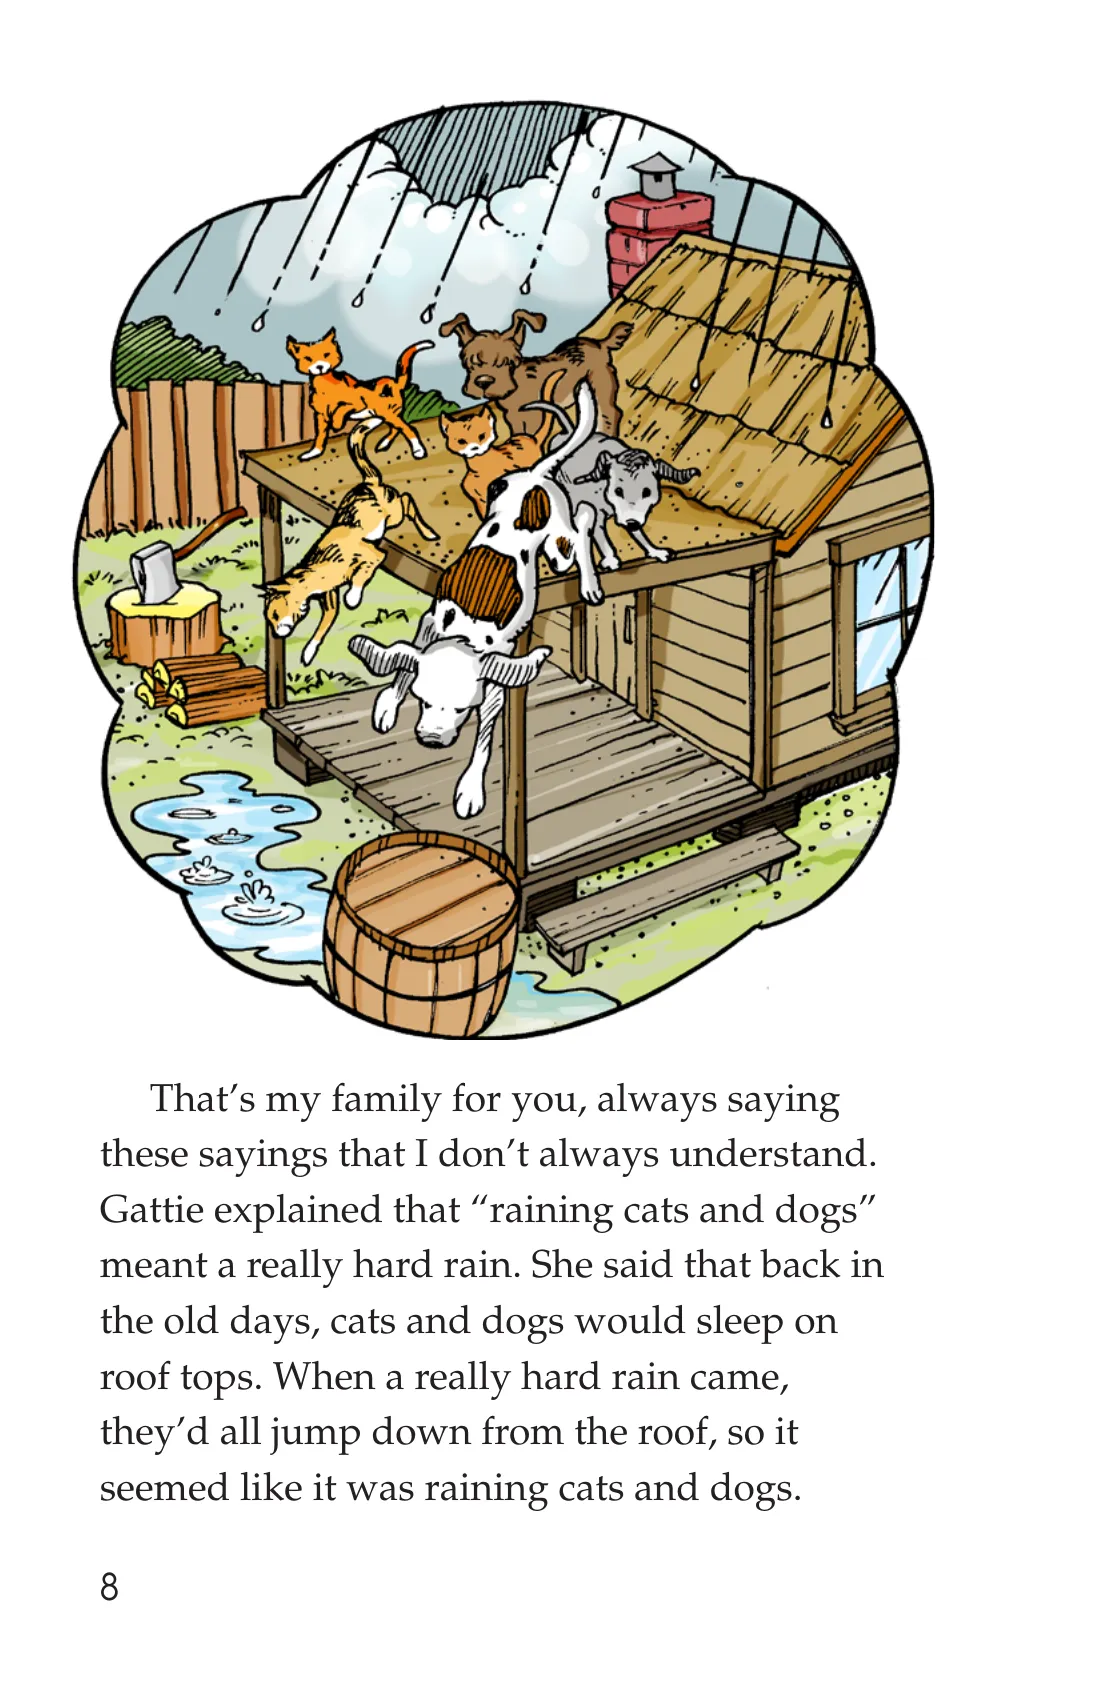 That’s my family for you, always saying
these sayings that I don’t always understand.
Gattie explained that “raining cats and dogs”
meant a really hard rain. She said that back in
the old days, cats and dogs would sleep on
roof tops. When a really hard rain came,
they’d all jump down from the roof, so it
seemed like it was raining cats and dogs.
8